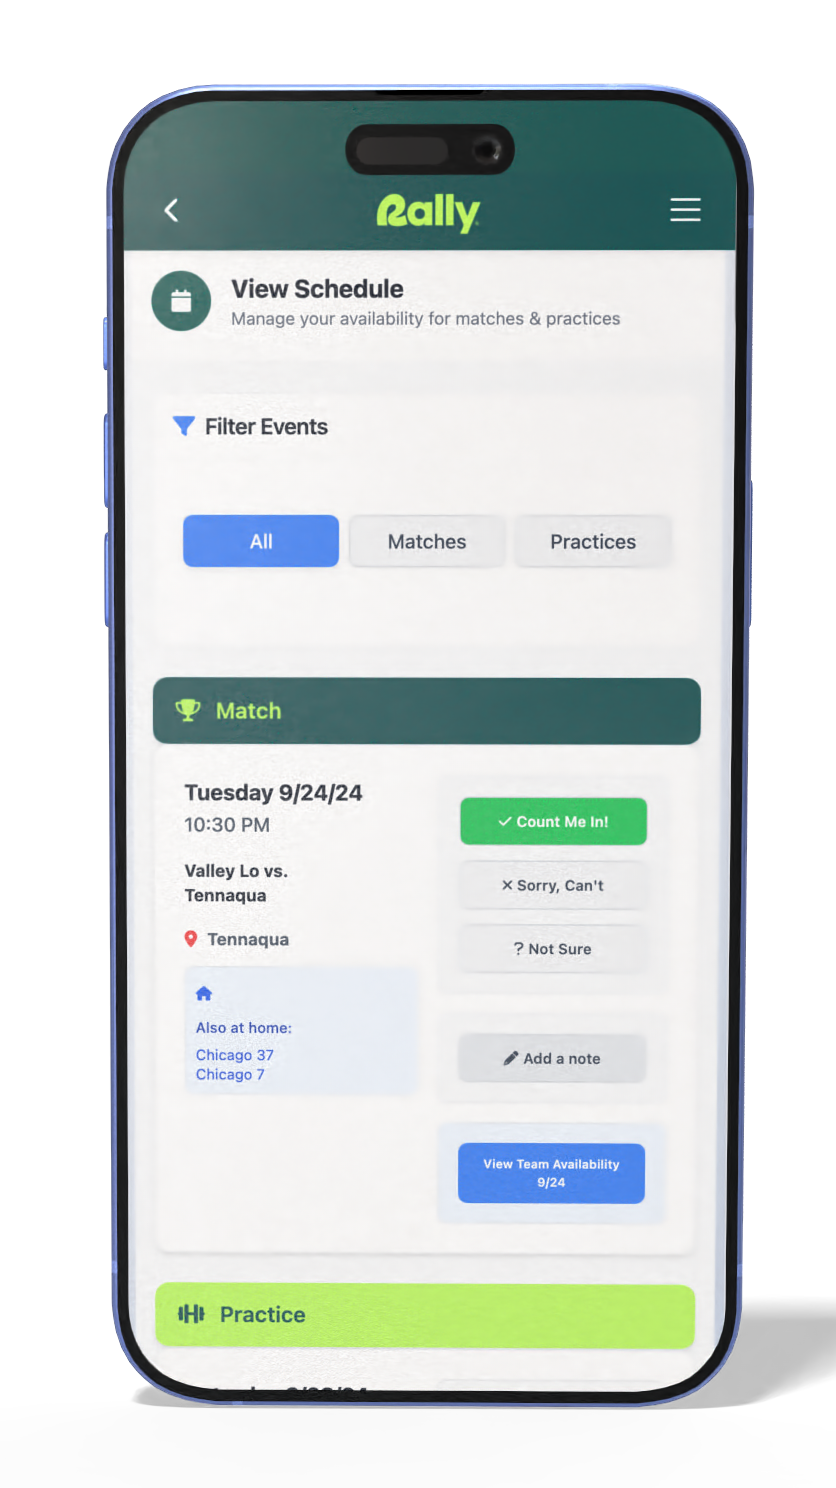 Rally
View Schedule
Manage your availability for matches & practices
Filter Events
All
Matches
Practices
Match
Tuesday 9/24/24
10:30 PM
Valley Lo vs.
Tennaqua
Tennaqua
Also at home:
Chicago 37
Chicago 7
✓ Count Me In!
✕ Sorry, Can't
? Not Sure
Add a note
View Team Availability
9/24
Practice